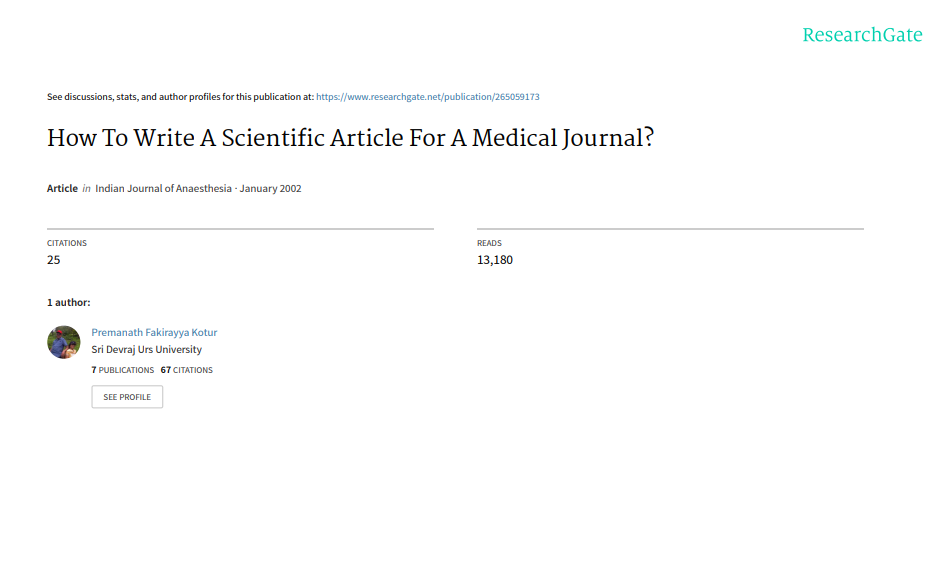 ResearchGate
See discussions, stats, and author profiles for this publication at: https://www.researchgate.net/publication/265059173
How To Write A Scientific Article For A Medical Journal?
Article in Indian Journal of Anaesthesia · January 2002
CITATIONS
25
READS
13,180
1 author:
Premanath Fakirayya Kotur
Sri Devraj Urs University
7 PUBLICATIONS 67 CITATIONS
SEE PROFILE